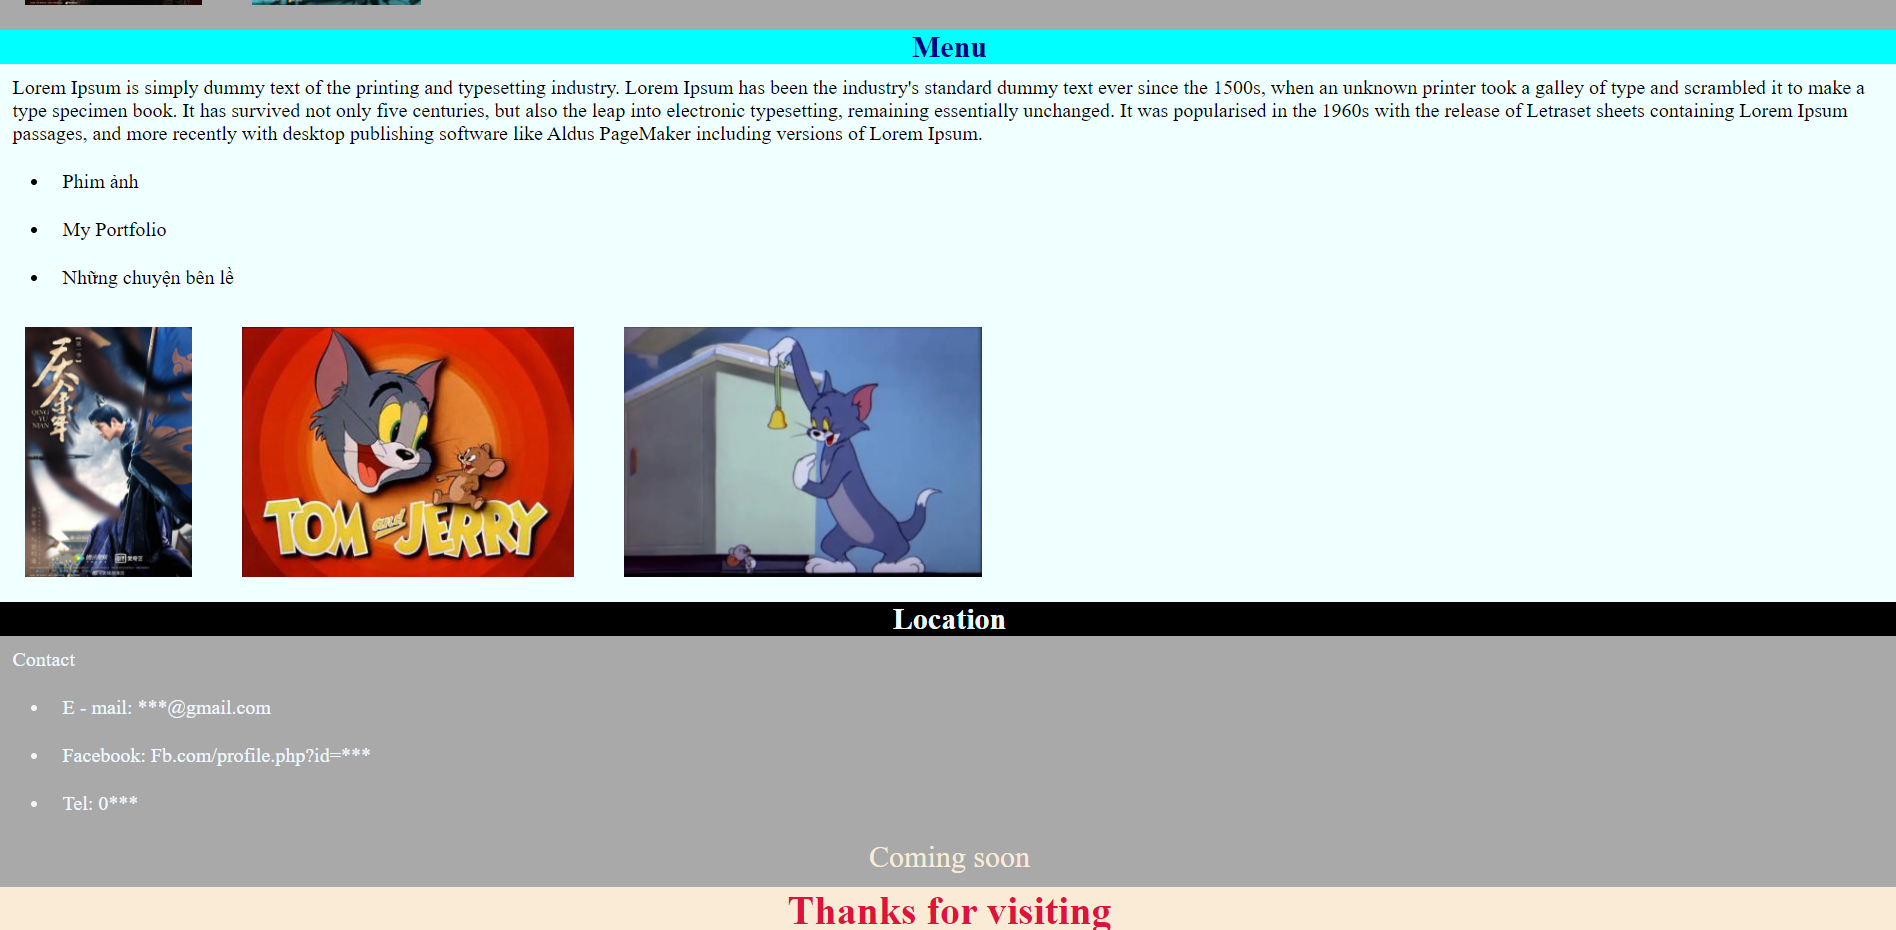 Menu
Lorem Ipsum is simply dummy text of the printing and typesetting industry. Lorem Ipsum has been the industry's standard dummy text ever since the 1500s, when an unknown printer took a galley of type and scrambled it to make a
type specimen book. It has survived not only five centuries, but also the leap into electronic typesetting, remaining essentially unchanged. It was popularised in the 1960s with the release of Letraset sheets containing Lorem Ipsum
passages, and more recently with desktop publishing software like Aldus PageMaker including versions of Lorem Ipsum.
• Phim ảnh
• My Portfolio
• Những chuyện bên lề
庆余年
QING
YU
NIAN
TOM and JERRY
Location
Contact
• E - mail: ***@gmail.com
• Facebook: Fb.com/profile.php?id=***
• Tel: 0***
Coming soon
Thanks for visiting